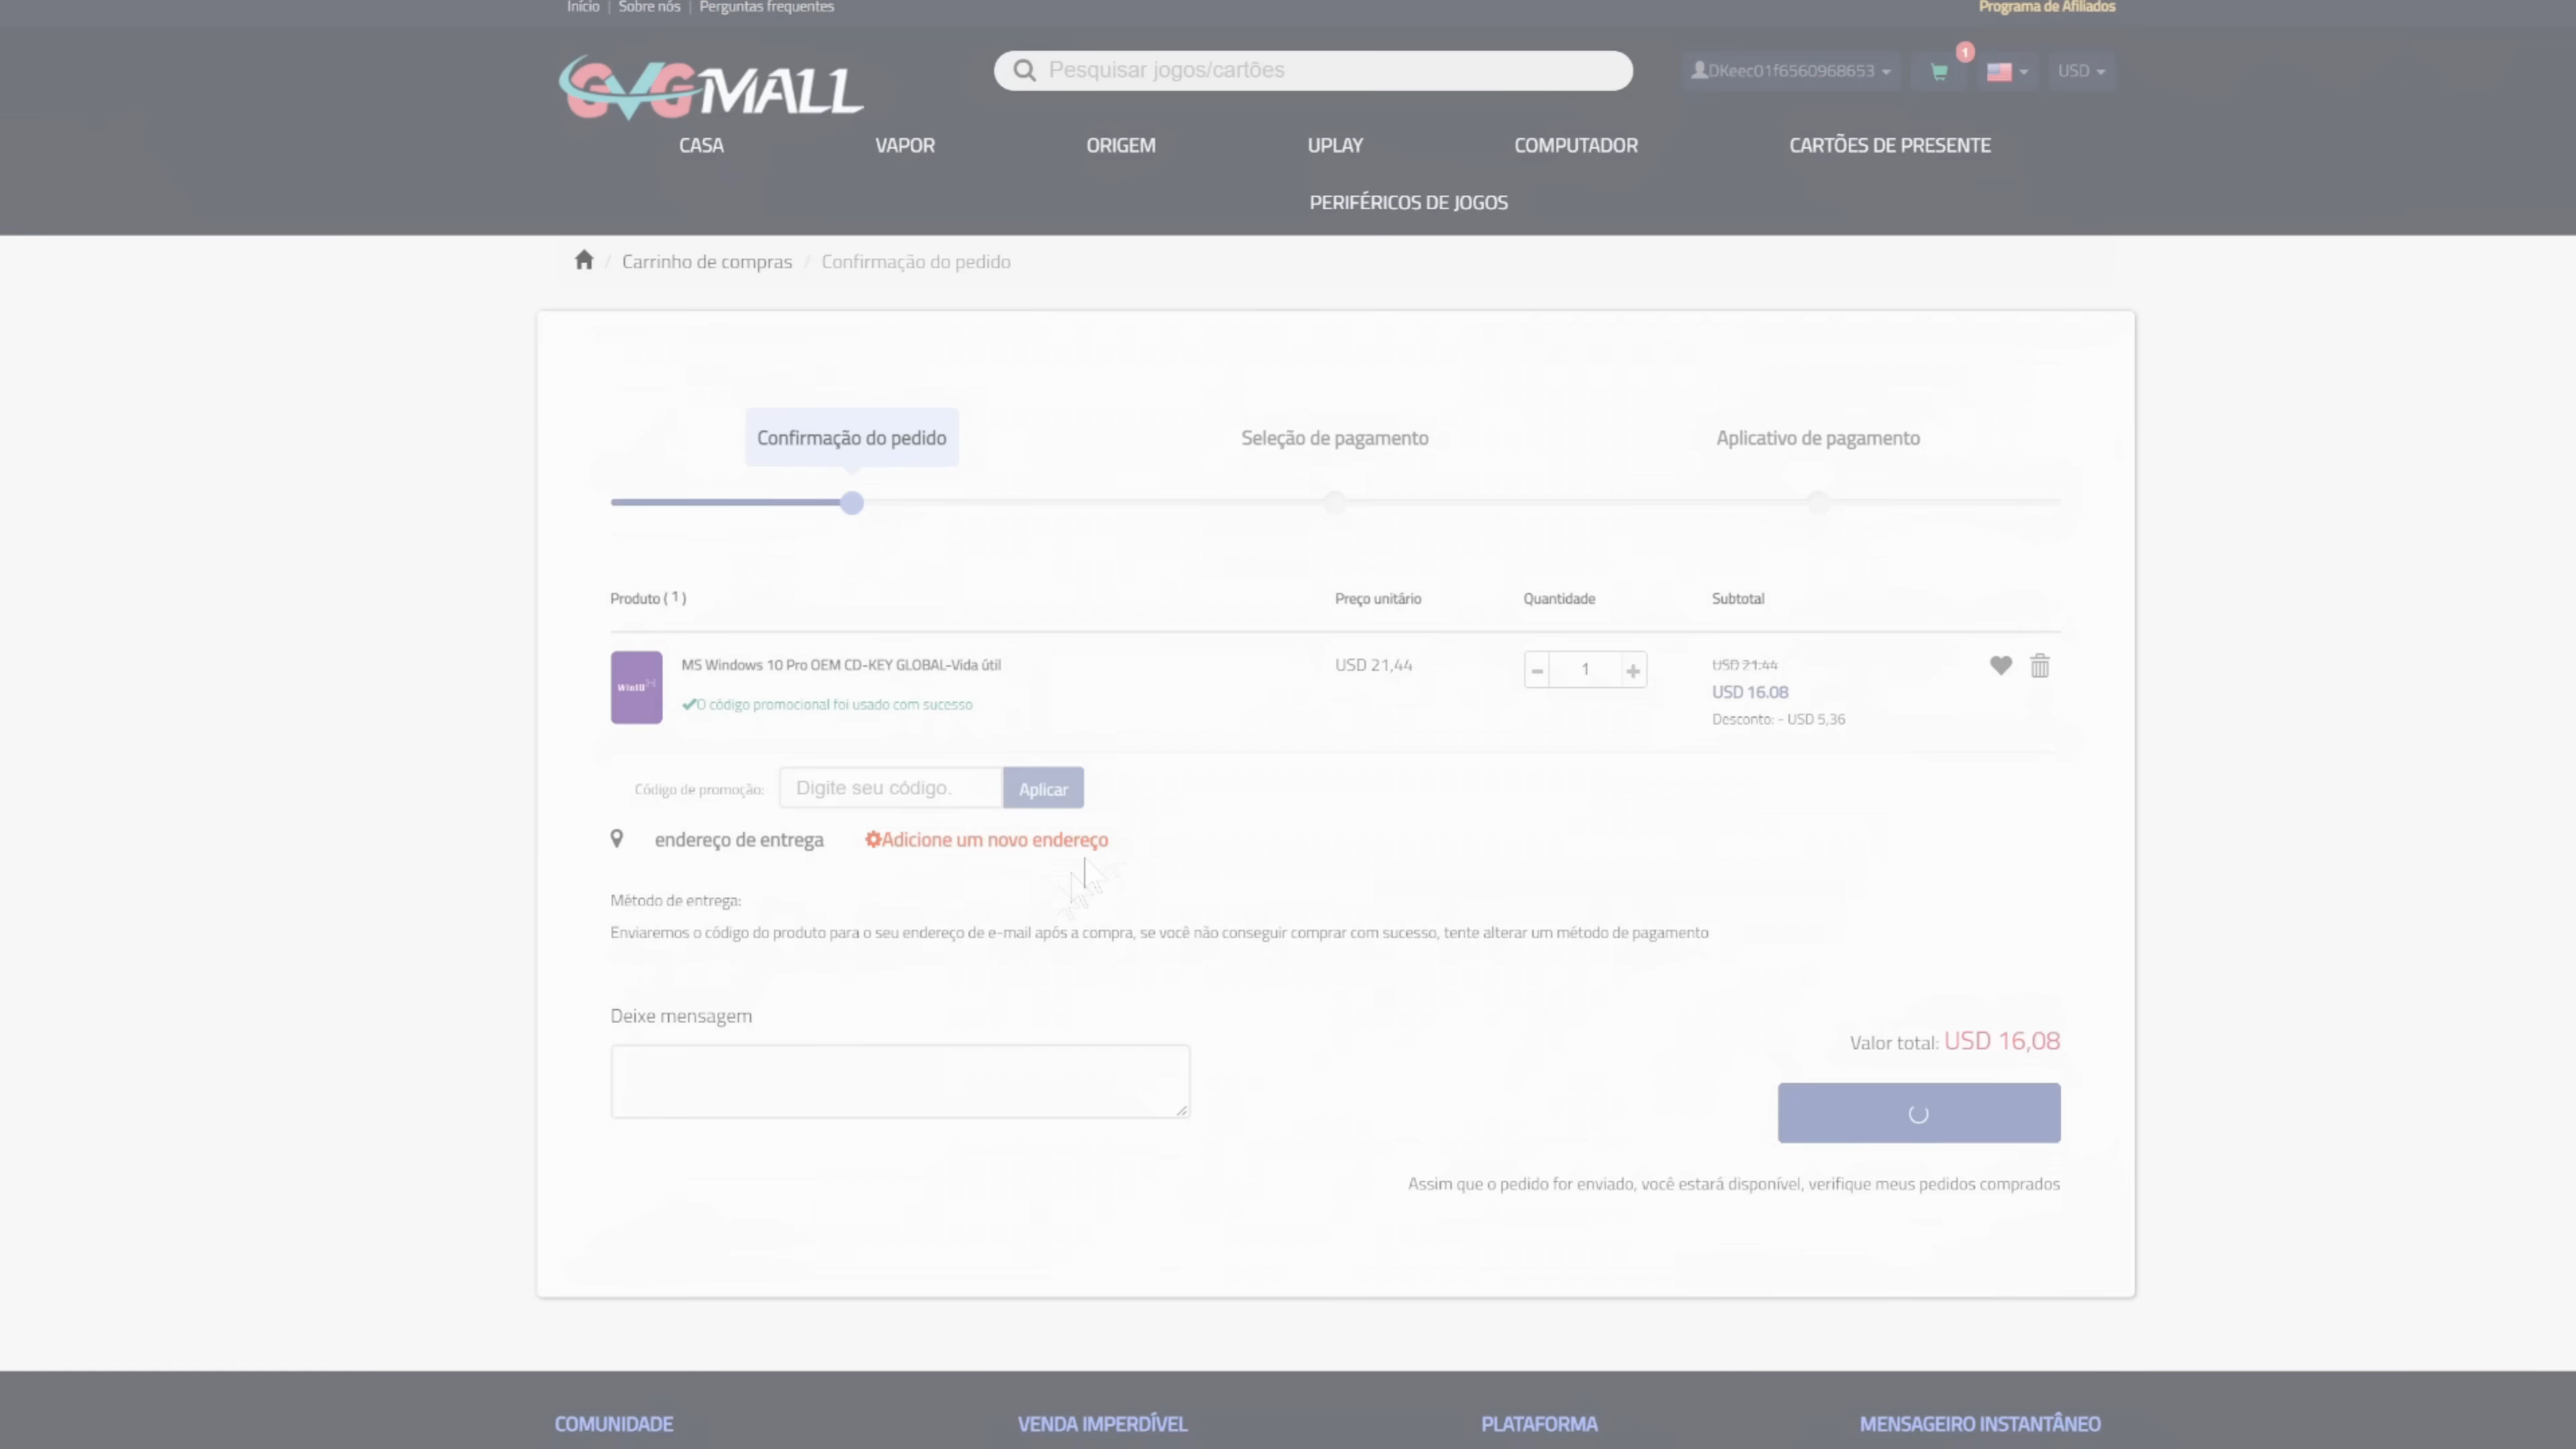 Início | Sobre nós | Perguntas frequentes
Programa de Afiliados
GVGMALL
Pesquisar jogos/cartões
DKeec01f6560968653
1
USD
CASA
VAPOR
ORIGEM
UPLAY
COMPUTADOR
CARTÕES DE PRESENTE
PERIFÉRICOS DE JOGOS
/ Carrinho de compras / Confirmação do pedido
Confirmação do pedido
Seleção de pagamento
Aplicativo de pagamento
Produto ( 1 )
Preço unitário
Quantidade
Subtotal
Win10
MS Windows 10 Pro OEM CD-KEY GLOBAL-Vida útil
USD 21,44
1
USD 21.44
USD 16.08
O código promocional foi usado com sucesso
Desconto: - USD 5,36
Código de promoção:
Digite seu código.
Aplicar
endereço de entrega
Adicione um novo endereço
Método de entrega:
Enviaremos o código do produto para o seu endereço de e-mail após a compra, se você não conseguir comprar com sucesso, tente alterar um método de pagamento
Deixe mensagem
Valor total: USD 16,08
Assim que o pedido for enviado, você estará disponível, verifique meus pedidos comprados
COMUNIDADE
VENDA IMPERDÍVEL
PLATAFORMA
MENSAGEIRO INSTANTÂNEO